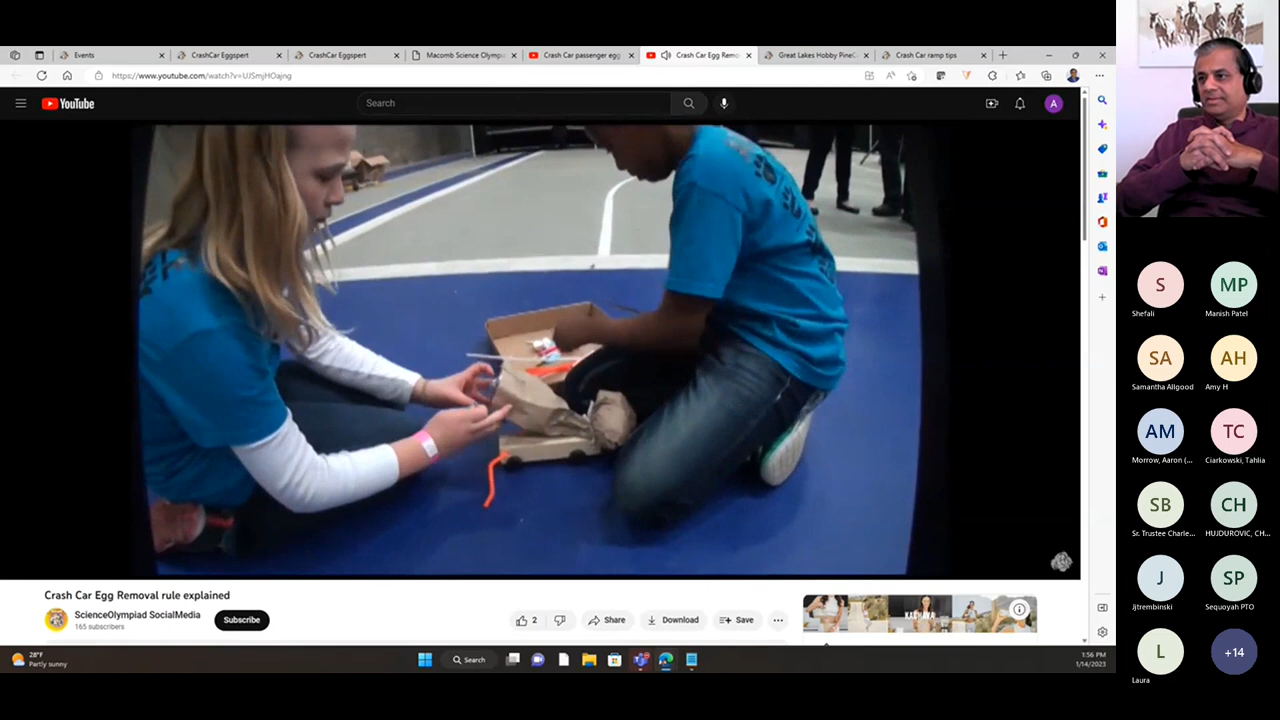 Events
CrashCar Eggspert
CrashCar Eggspert
Macomb Science Olymp
Crash Car passenger egg
Crash Car Egg Rem
Great Lakes Hobby Pine
Crash Car ramp tips
https://www.youtube.com/watch?v=UJSmjHOajng
YouTube
Search
A
Crash Car Egg Removal rule explained
ScienceOlympiad SocialMedia
165 subscribers
Subscribe
2
Share
Download
Save
28°F
Partly sunny
Search
1:56 PM
1/14/2023
S
Shefali
MP
Manish Patel
SA
Samantha Allgood
AH
Amy H
AM
Morrow, Aaron (...
TC
Ciarkowski, Tahlia
SB
Sr. Trustee Charle...
CH
HUJDUROVIC, CH...
J
Jjtrembinski
SP
Sequoyah PTO
L
Laura
+14